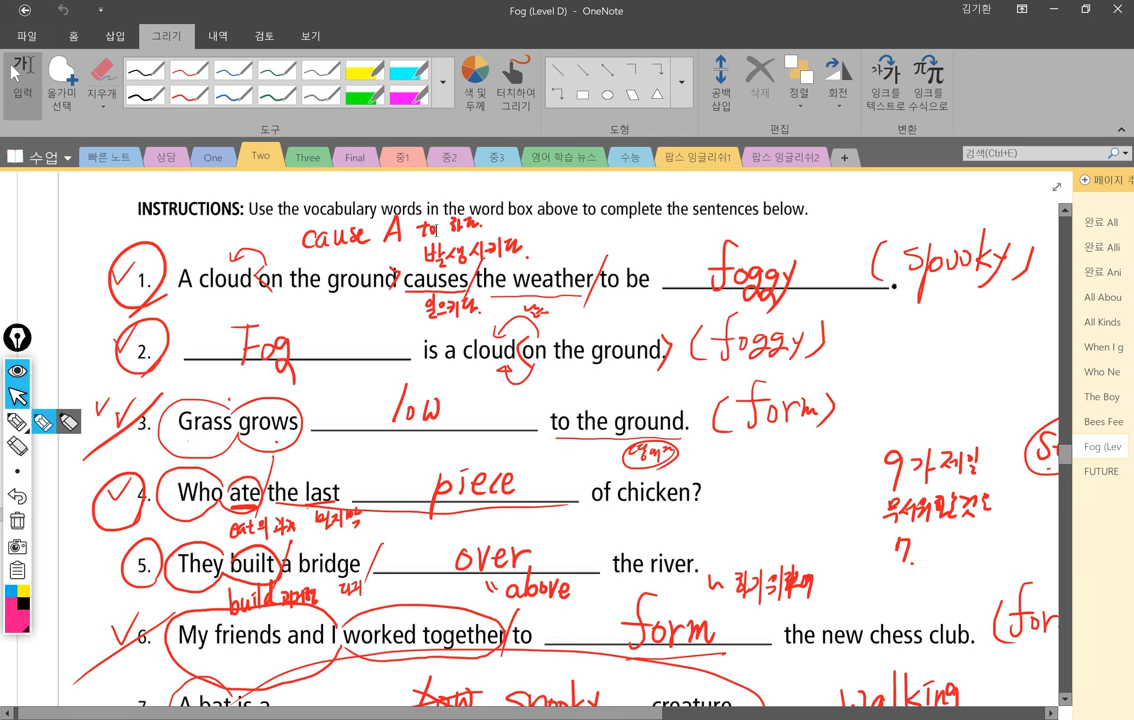 Fog (Level D) - OneNote
김기환
파일 홈 삽입 그리기 내역 검토 보기
입력 올가미 선택 지우개 색 및 두께 터치하여 그리기 공백 삽입 삭제 정렬 회전 잉크를 텍스트로 잉크를 수식으로
도구 도형 편집 변환
수업 빠른 노트 상담 One Two Three Final 중1 중2 중3 영어 학습 뉴스 수능 팝스 잉글리쉬1 팝스 잉글리쉬2
검색(Ctrl+E)
페이지 추
완료 All
완료 Alli
완료 Ani
All Abou
All Kinds
When I g
Who Ne
The Boy
Bees Fee
Fog (Lev
FUTURE
INSTRUCTIONS: Use the vocabulary words in the word box above to complete the sentences below.
cause A to 하다.
발생시키다.
1. A cloud on the ground causes the weather to be foggy. (spooky)
일으키다.
2. Fog is a cloud on the ground. (foggy)
3. Grass grows low to the ground. (form)
9가 제일
7.
4. Who ate the last piece of chicken?
eat의 과거 마지막
5. They built a bridge over the river.
build 과거형 다리 "above
~ 하기 위하여
6. My friends and I worked together to form the new chess club. (for
7. A bat is a spooky creature walking